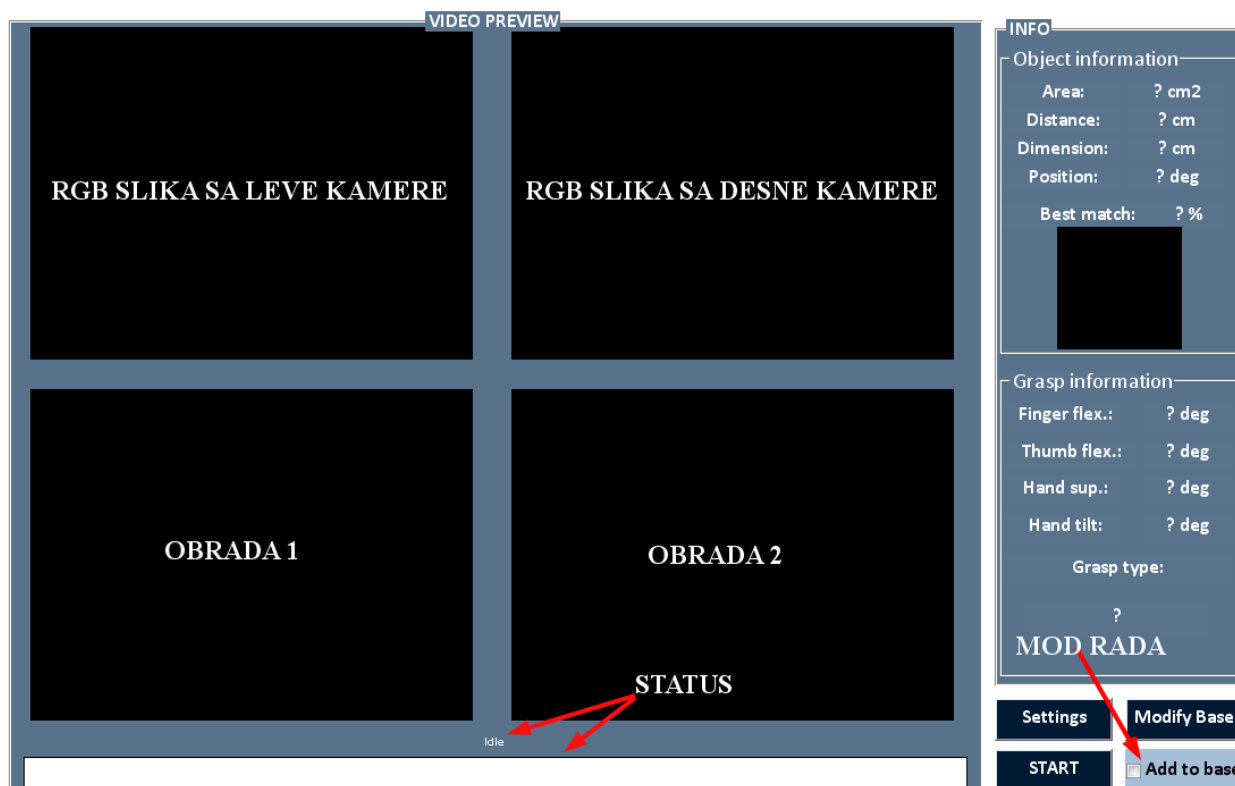 VIDEO PREVIEW
RGB SLIKA SA LEVE KAMERE
RGB SLIKA SA DESNE KAMERE
OBRADA 1
OBRADA 2
STATUS
Idle
INFO
Object information
Area: ? cm2
Distance: ? cm
Dimension: ? cm
Position: ? deg
Best match: ? %
Grasp information
Finger flex.: ? deg
Thumb flex.: ? deg
Hand sup.: ? deg
Hand tilt: ? deg
Grasp type:
?
MOD RADA
Settings
Modify Base
START
Add to base